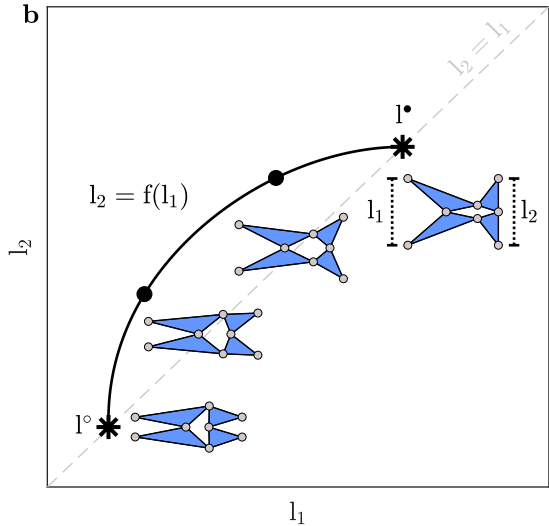 b
l₂ = l₁
l•
l₂ = f(l₁)
l₁
l₂
l₂
l°
l₁